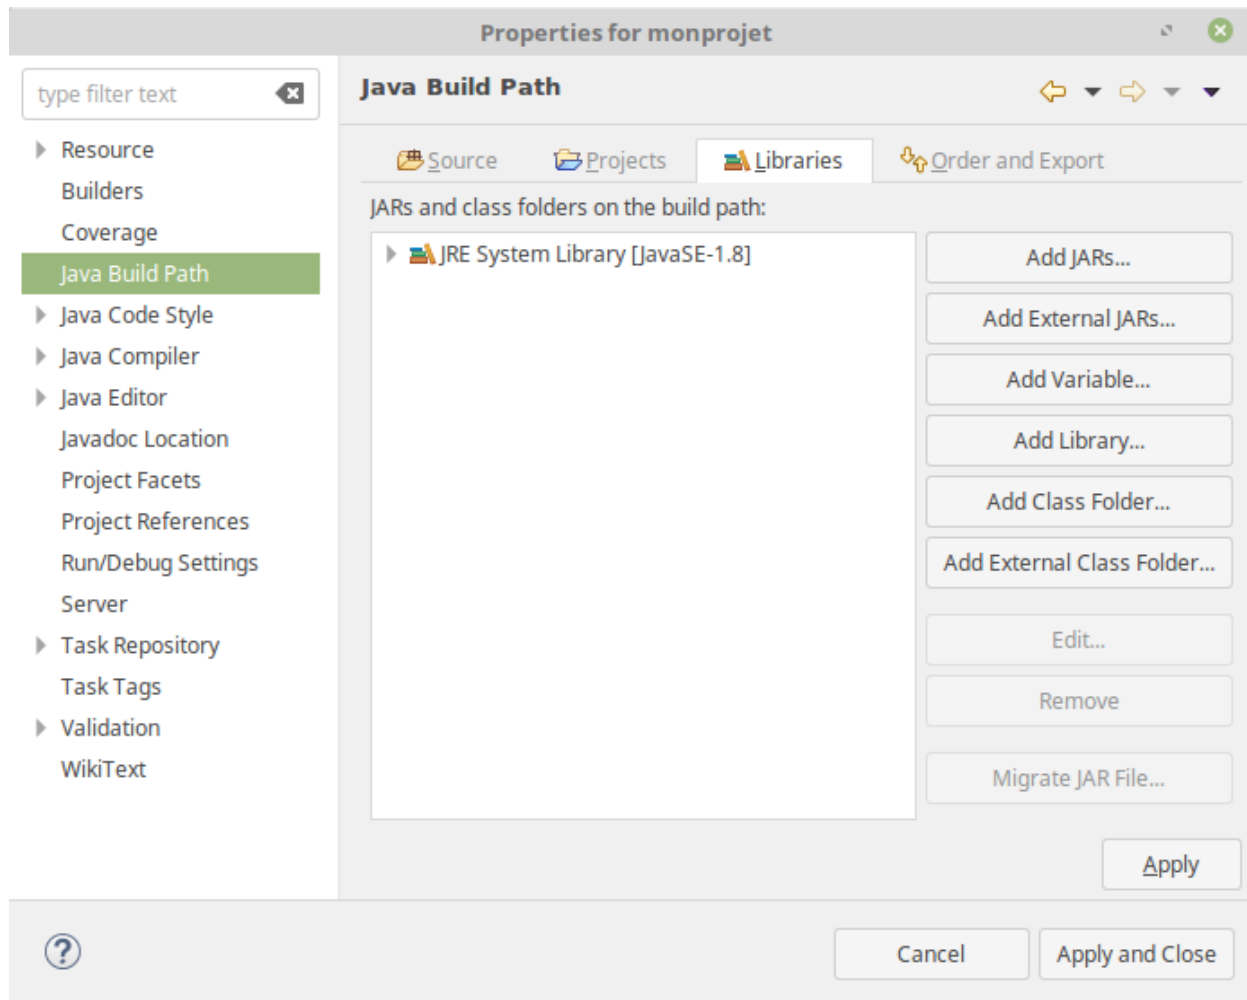 Properties for monprojet
type filter text
Resource
Builders
Coverage
Java Build Path
Java Code Style
Java Compiler
Java Editor
Javadoc Location
Project Facets
Project References
Run/Debug Settings
Server
Task Repository
Task Tags
Validation
WikiText
Java Build Path
Source Projects Libraries Order and Export
JARs and class folders on the build path:
JRE System Library [JavaSE-1.8]
Add JARs...
Add External JARs...
Add Variable...
Add Library...
Add Class Folder...
Add External Class Folder...
Edit...
Remove
Migrate JAR File...
Apply
?
Cancel Apply and Close